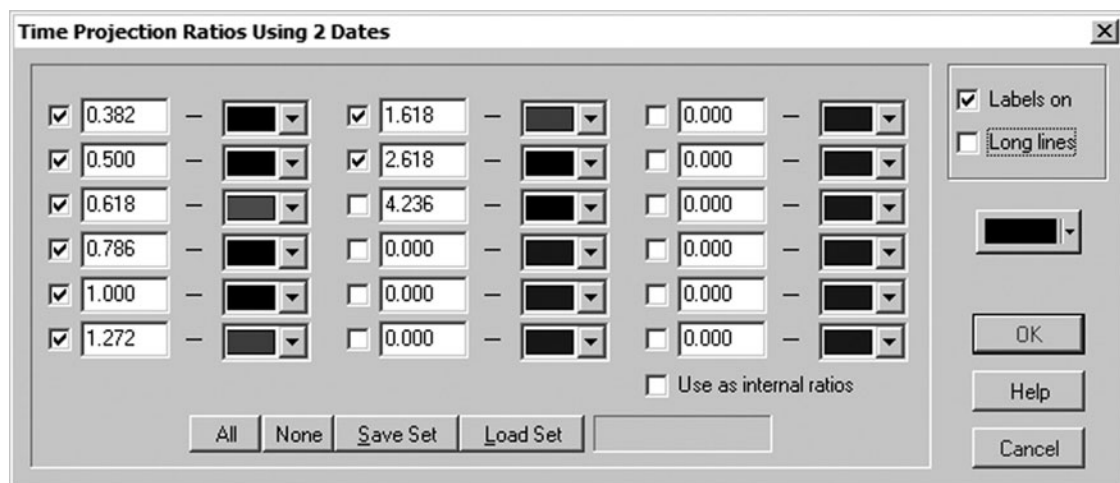 Time Projection Ratios Using 2 Dates
0.382 – 1.618 – 0.000 –
0.500 – 2.618 – 0.000 –
0.618 – 4.236 – 0.000 –
0.786 – 0.000 – 0.000 –
1.000 – 0.000 – 0.000 –
1.272 – 0.000 – 0.000 –
Use as internal ratios
All None Save Set Load Set
Labels on
Long lines
OK
Help
Cancel